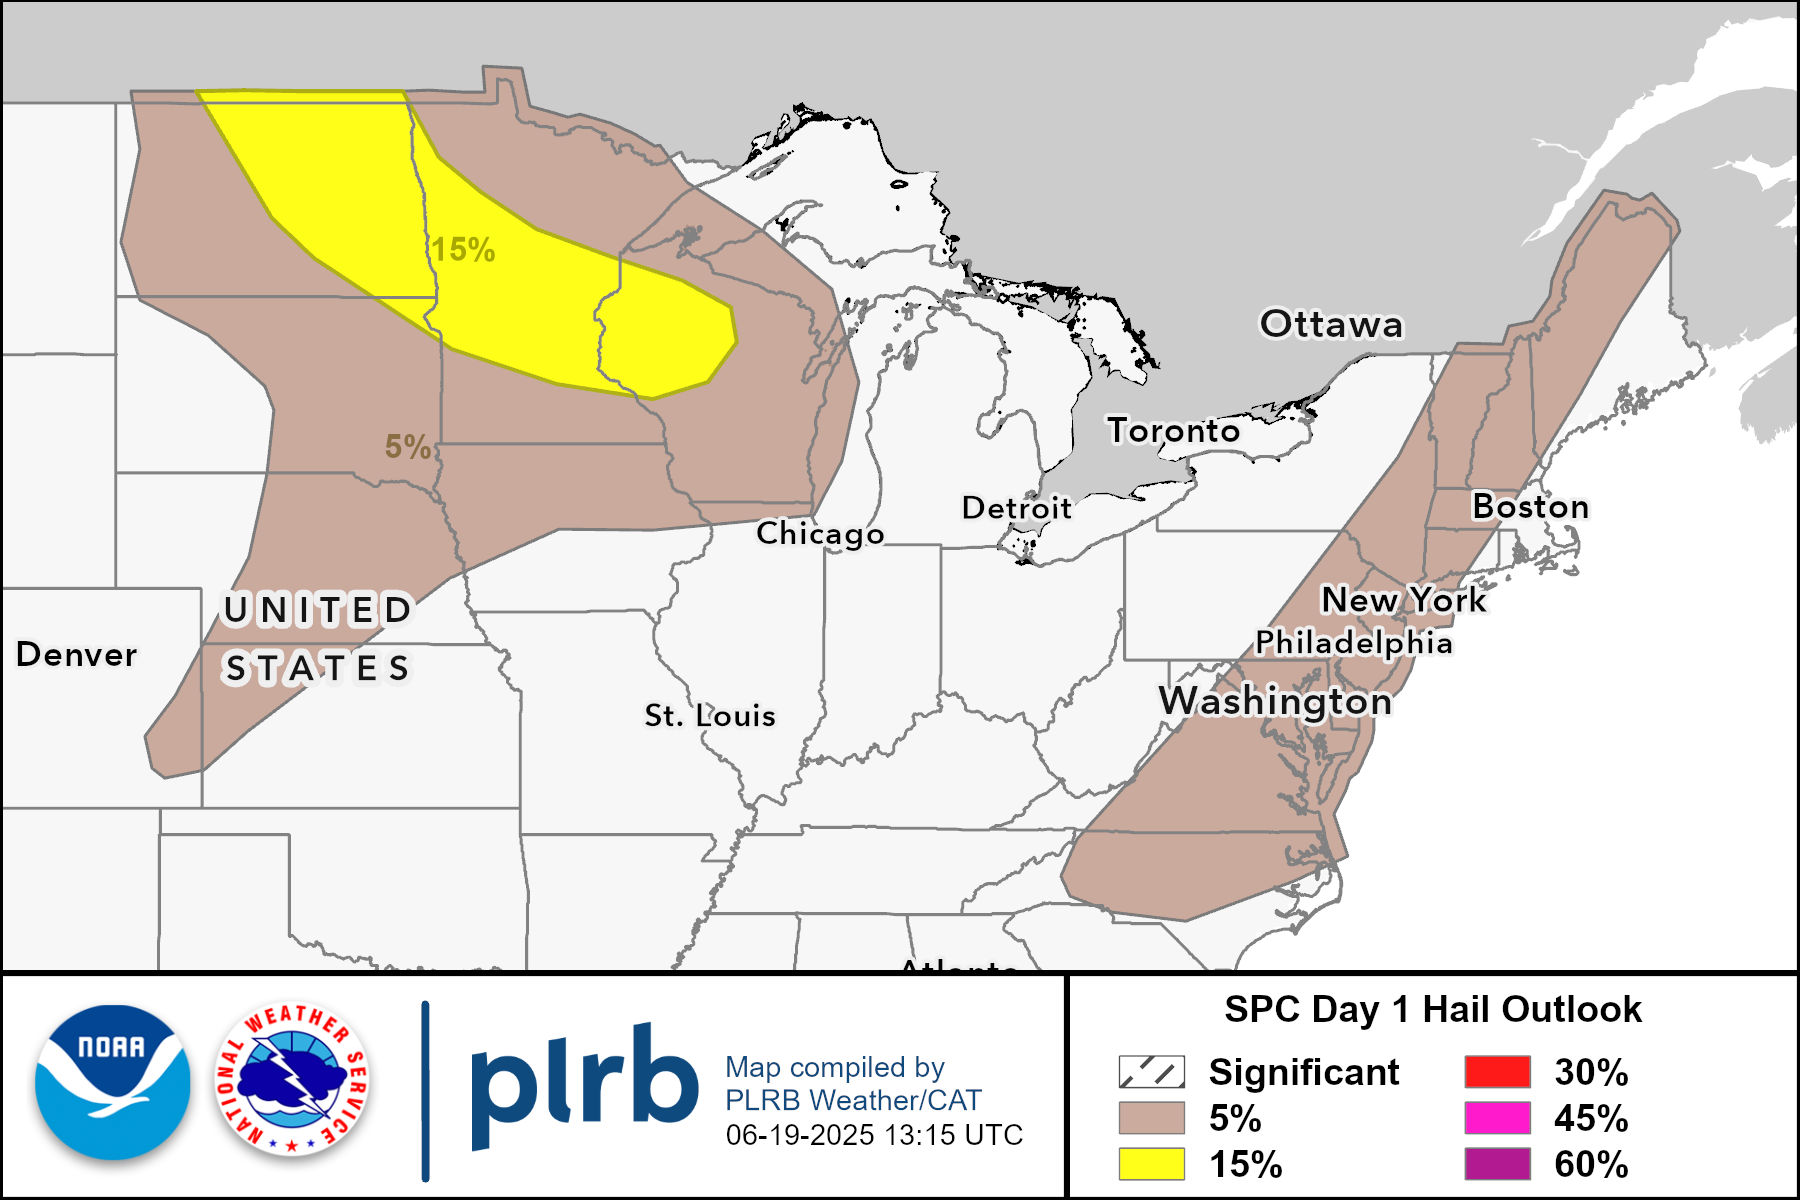 15%
Ottawa
5%
Toronto
Detroit
Boston
Chicago
UNITED
STATES
New York
Denver
Philadelphia
Washington
St. Louis
Atlanta
NOAA
NATIONAL WEATHER SERVICE
plrb
Map compiled by
PLRB Weather/CAT
06-19-2025 13:15 UTC
SPC Day 1 Hail Outlook
Significant
30%
5%
45%
15%
60%